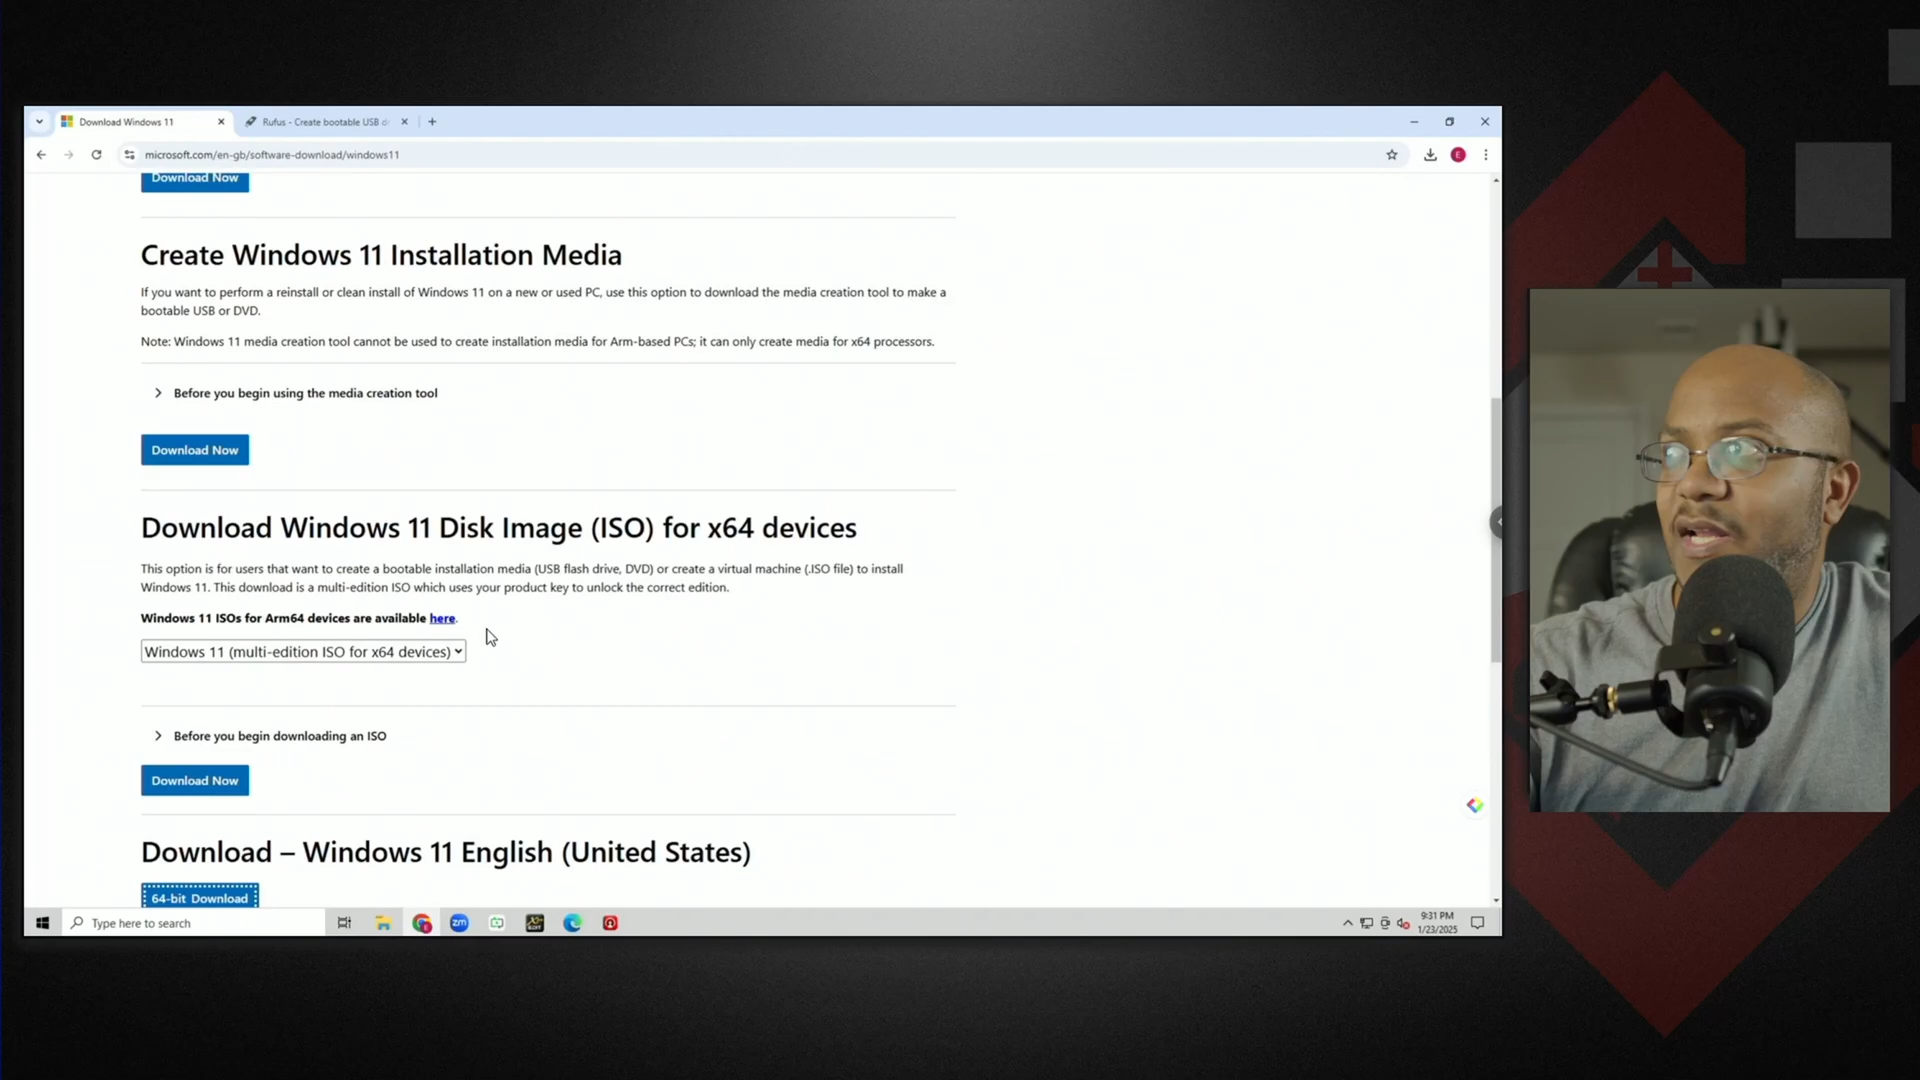 Download Windows 11
Rufus - Create bootable USB d
microsoft.com/en-gb/software-download/windows11
E
Download Now
Create Windows 11 Installation Media
If you want to perform a reinstall or clean install of Windows 11 on a new or used PC, use this option to download the media creation tool to make a
bootable USB or DVD.
Note: Windows 11 media creation tool cannot be used to create installation media for Arm-based PCs; it can only create media for x64 processors.
Before you begin using the media creation tool
Download Now
Download Windows 11 Disk Image (ISO) for x64 devices
This option is for users that want to create a bootable installation media (USB flash drive, DVD) or create a virtual machine (.ISO file) to install
Windows 11. This download is a multi-edition ISO which uses your product key to unlock the correct edition.
Windows 11 ISOs for Arm64 devices are available here.
Windows 11 (multi-edition ISO for x64 devices)
Before you begin downloading an ISO
Download Now
Download – Windows 11 English (United States)
64-bit Download
Type here to search
zm
9:31 PM
1/23/2025